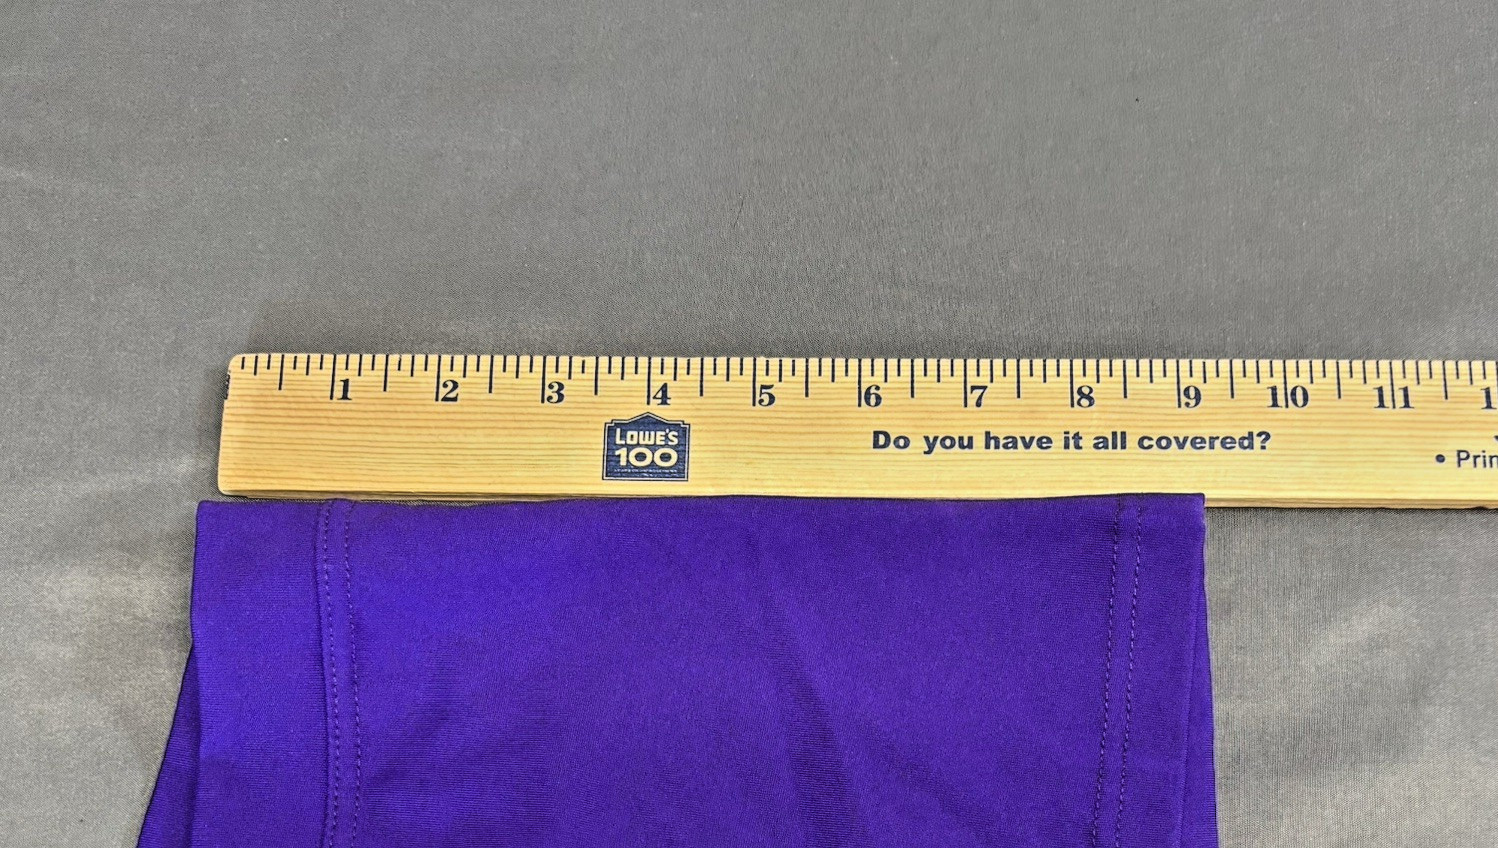 1 2 3 4 5 6 7 8 9 10 11 1
LOWE'S
100
Do you have it all covered?
• Prin